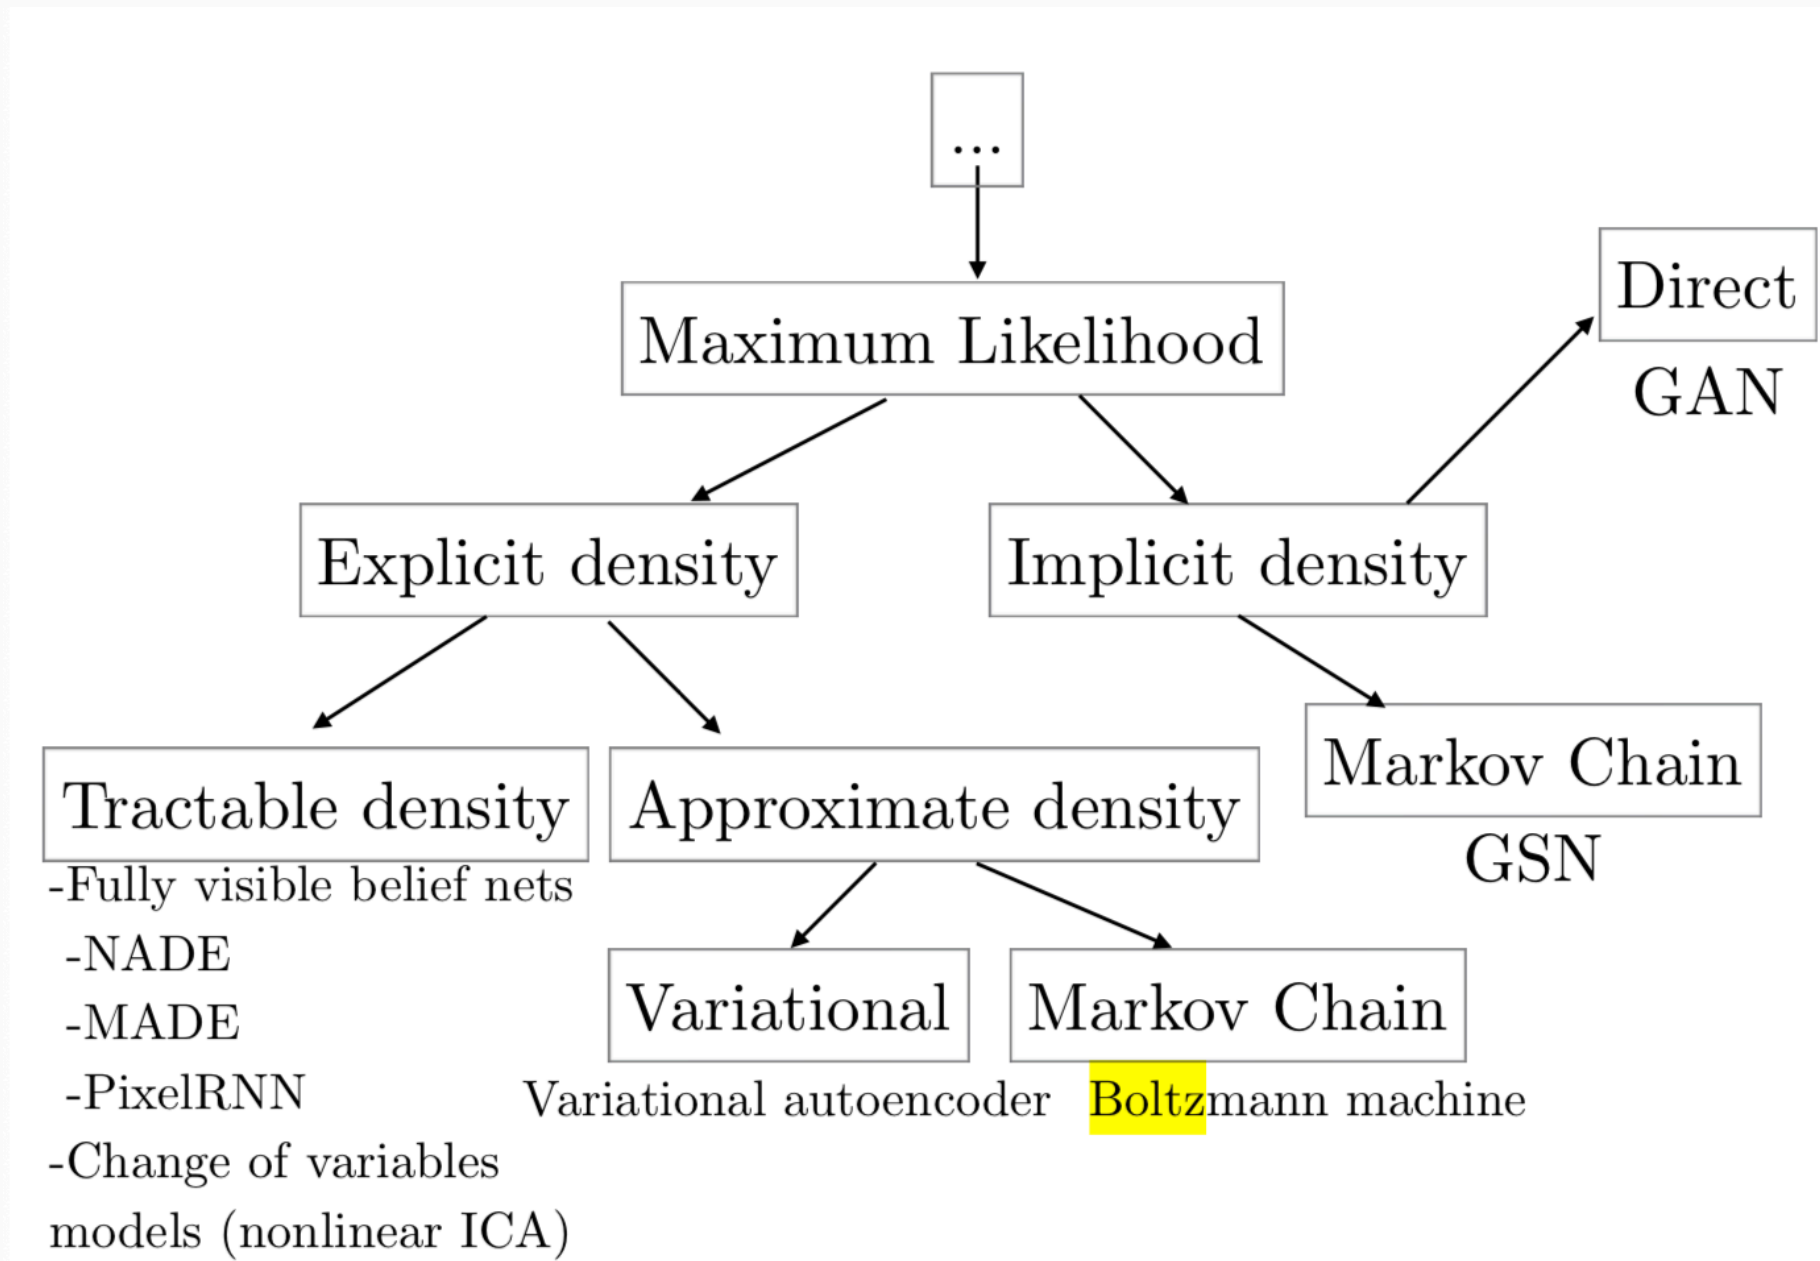 ...
Maximum Likelihood
Direct
GAN
Explicit density
Implicit density
Tractable density
-Fully visible belief nets
-NADE
-MADE
-PixelRNN
-Change of variables
models (nonlinear ICA)
Approximate density
Markov Chain
GSN
Variational
Variational autoencoder
Markov Chain
Boltzmann machine